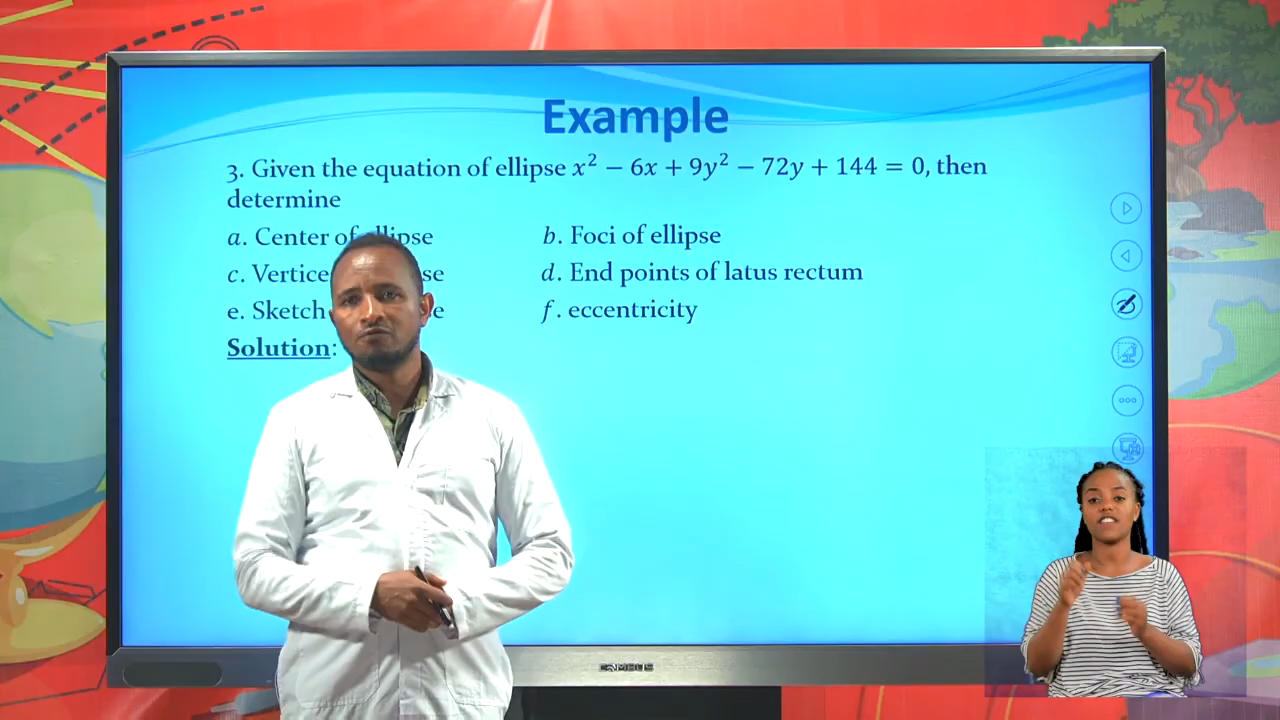 Example
3. Given the equation of ellipse x² − 6x + 9y² − 72y + 144 = 0, then
determine
a. Center of ellipse
b. Foci of ellipse
c. Vertice
d. End points of latus rectum
e. Sketch
f. eccentricity
Solution: